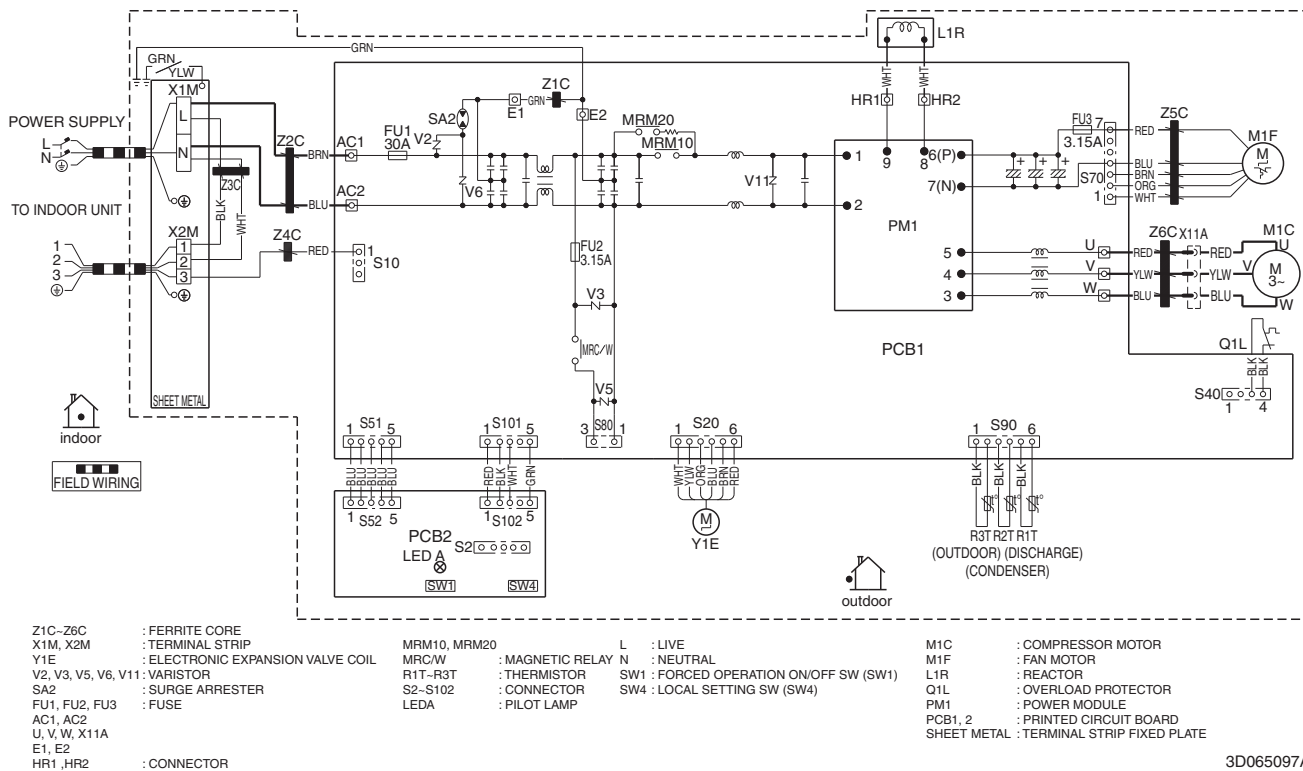 GRN
L1R
GRN
YLW
X1M
L
N
POWER SUPPLY
L
N
Z2C
BRN
BLU
Z3C
BLK
WHT
TO INDOOR UNIT
1
2
3
X2M
1
2
3
Z4C
RED
SHEET METAL
indoor
FIELD WIRING
AC1
AC2
FU1
30A
V2
SA2
V6
E1
GRN
Z1C
E2
MRM20
MRM10
V11
1
S10
FU2
3.15A
V3
MRC/W
V5
3 S80 1
WHT
WHT
HR1
HR2
9
8
1
2
6(P)
7(N)
PM1
5
4
3
PCB1
FU3
3.15A
7
S70
1
RED
BLU
BRN
ORG
WHT
Z5C
M1F
M
U
V
W
RED
YLW
BLU
Z6C
X11A
RED
YLW
BLU
M1C
U
V
W
M
3~
Q1L
BLK
BLK
S40
1 4
1 S51 5
BLU
BLU
BLU
BLU
BLU
1 S52 5
1 S101 5
RED
BLK
WHT
GRN
1 S102 5
PCB2
LED A
S2
SW1
SW4
1 S20 6
WHT
YLW
ORG
BLU
BRN
RED
M
Y1E
1 S90 6
BLK
BLK
BLK
t° t° t°
R3T R2T R1T
(OUTDOOR) (DISCHARGE)
(CONDENSER)
outdoor
Z1C~Z6C : FERRITE CORE
X1M, X2M : TERMINAL STRIP
Y1E : ELECTRONIC EXPANSION VALVE COIL
V2, V3, V5, V6, V11 : VARISTOR
SA2 : SURGE ARRESTER
FU1, FU2, FU3 : FUSE
AC1, AC2
U, V, W, X11A
E1, E2
HR1 ,HR2 : CONNECTOR
MRM10, MRM20
MRC/W : MAGNETIC RELAY
R1T~R3T : THERMISTOR
S2~S102 : CONNECTOR
LEDA : PILOT LAMP
L : LIVE
N : NEUTRAL
SW1 : FORCED OPERATION ON/OFF SW (SW1)
SW4 : LOCAL SETTING SW (SW4)
M1C : COMPRESSOR MOTOR
M1F : FAN MOTOR
L1R : REACTOR
Q1L : OVERLOAD PROTECTOR
PM1 : POWER MODULE
PCB1, 2 : PRINTED CIRCUIT BOARD
SHEET METAL : TERMINAL STRIP FIXED PLATE
3D065097A